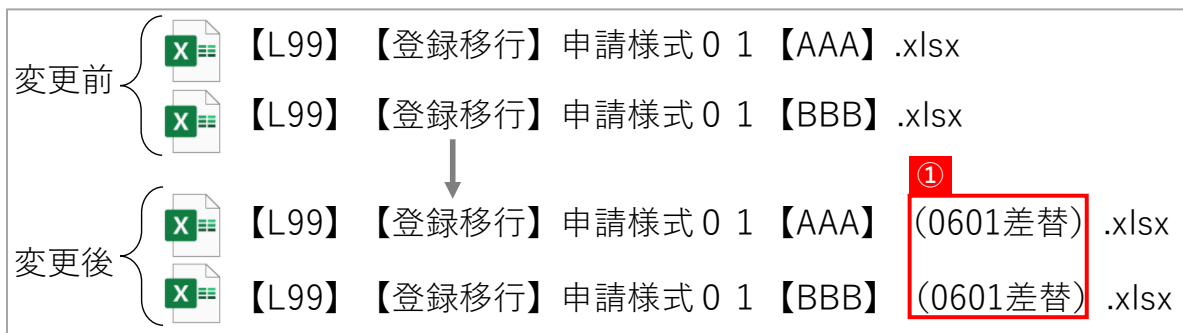 変更前
【L99】【登録移行】申請様式０１【AAA】.xlsx
【L99】【登録移行】申請様式０１【BBB】.xlsx
①
変更後
【L99】【登録移行】申請様式０１【AAA】（0601差替）.xlsx
【L99】【登録移行】申請様式０１【BBB】（0601差替）.xlsx